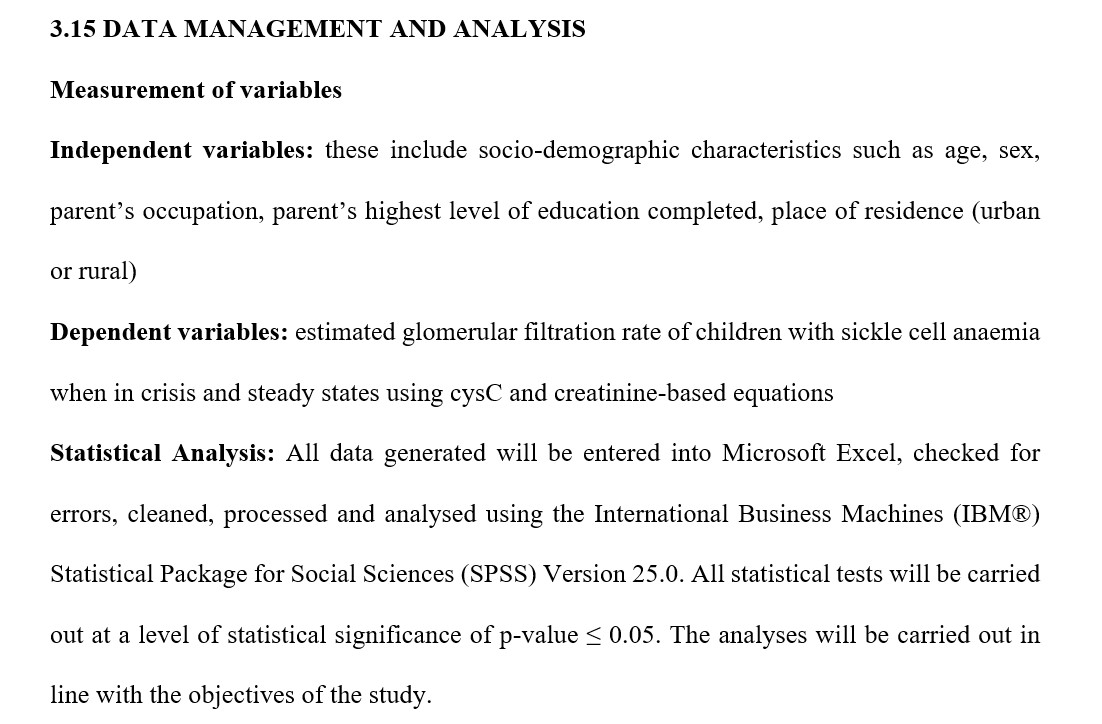 3.15 DATA MANAGEMENT AND ANALYSIS
Measurement of variables
Independent variables: these include socio-demographic characteristics such as age, sex,
parent’s occupation, parent’s highest level of education completed, place of residence (urban
or rural)
Dependent variables: estimated glomerular filtration rate of children with sickle cell anaemia
when in crisis and steady states using cysC and creatinine-based equations
Statistical Analysis: All data generated will be entered into Microsoft Excel, checked for
errors, cleaned, processed and analysed using the International Business Machines (IBM®)
Statistical Package for Social Sciences (SPSS) Version 25.0. All statistical tests will be carried
out at a level of statistical significance of p-value ≤ 0.05. The analyses will be carried out in
line with the objectives of the study.